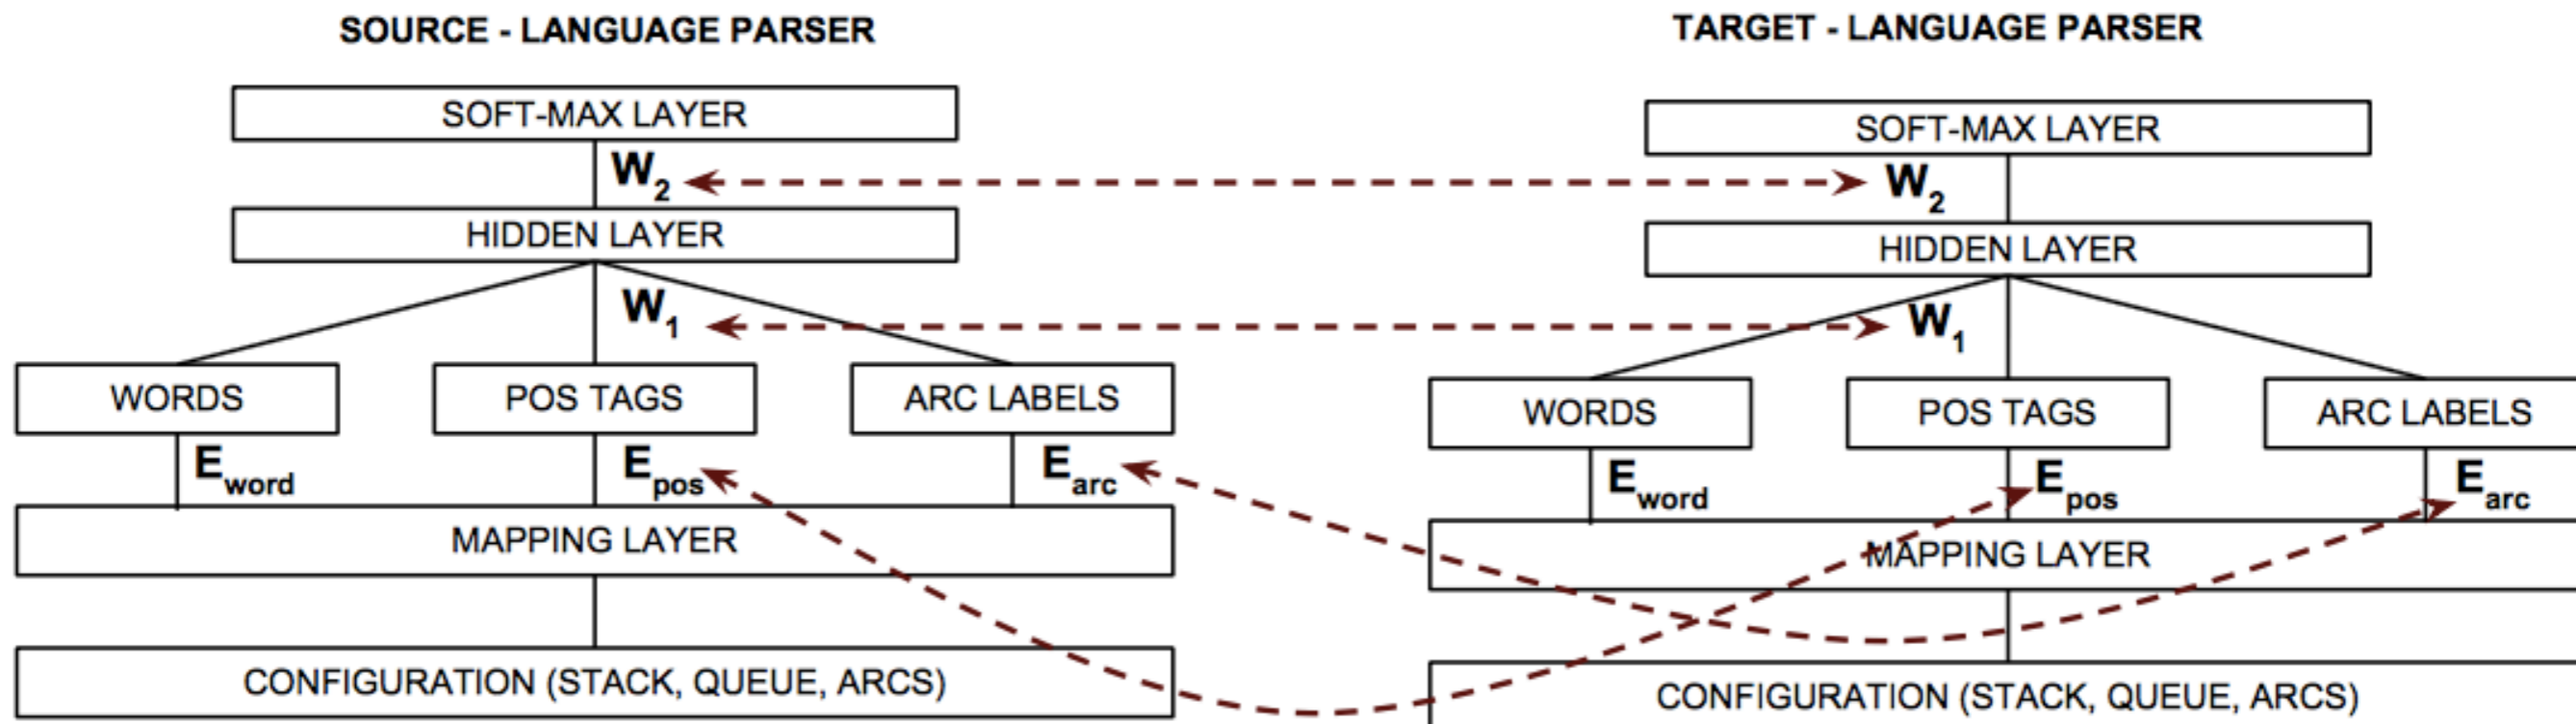 SOURCE - LANGUAGE PARSER
SOFT-MAX LAYER
W2
HIDDEN LAYER
W1
WORDS
POS TAGS
ARC LABELS
Eword
Epos
Earc
MAPPING LAYER
CONFIGURATION (STACK, QUEUE, ARCS)
TARGET - LANGUAGE PARSER
SOFT-MAX LAYER
W2
HIDDEN LAYER
W1
WORDS
POS TAGS
ARC LABELS
Eword
Epos
Earc
MAPPING LAYER
CONFIGURATION (STACK, QUEUE, ARCS)